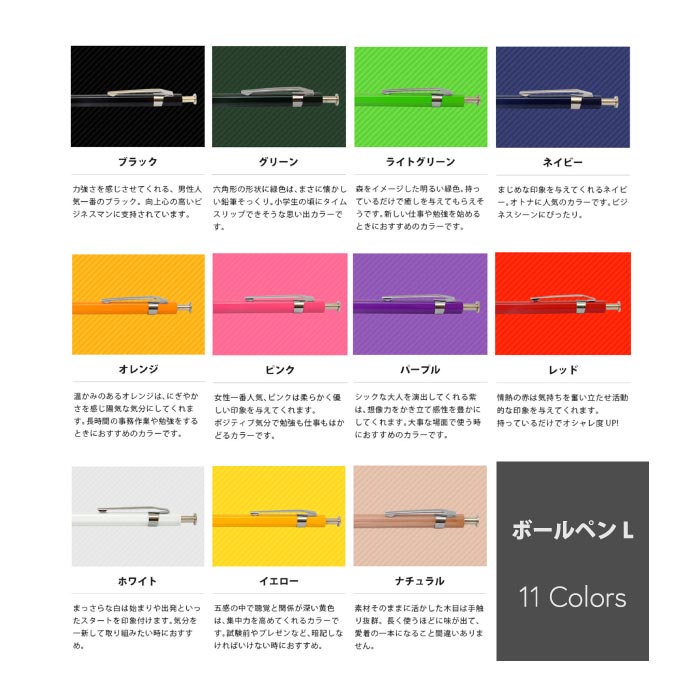 ブラック
力強さを感じさせてくれる、男性人
気一番のブラック。向上心の高いビ
ジネスマンに支持されています。
グリーン
六角形の形状に緑色は、まさに懐かし
い鉛筆そっくり。小学生の頃にタイム
スリップできそうな思い出カラーで
す。
ライトグリーン
森をイメージした明るい緑色。持っ
ているだけで癒しを与えてもらえそ
うです。新しい仕事や勉強を始める
ときにおすすめのカラーです。
ネイビー
まじめな印象を与えてくれるネイビ
ー。オトナに人気のカラーです。ビジ
ネスシーンにぴったり。
オレンジ
温かみのあるオレンジは、にぎやか
さを感じ陽気な気分にしてくれま
す。長時間の事務作業や勉強をする
ときにおすすめのカラーです。
ピンク
女性一番人気、ピンクは柔らかく優
しい印象を与えてくれます。
ポジティブ気分で勉強も仕事もはか
どるカラーです。
パープル
シックな大人を演出してくれる紫
は、想像力をかき立て感性を豊かに
してくれます。大事な場面で使う時
におすすめのカラーです。
レッド
情熱の赤は気持ちを奮い立たせ活動
的な印象を与えてくれます。
持っているだけでオシャレ度UP!
ホワイト
まっさらな白は始まりや出発といっ
たスタートを印象付けます。気分を
一新して取り組みたい時におすす
め。
イエロー
五感の中で聴覚と関係が深い黄色
は、集中力を高めてくれるカラーで
す。試験前やプレゼンなど、暗記しな
ければいけない時におすすめ。
ナチュラル
素材そのままに活かした木目は手触
り抜群。長く使うほどに味が出て、
愛着の一本になること間違いありま
せん。
ボールペン L
11 Colors